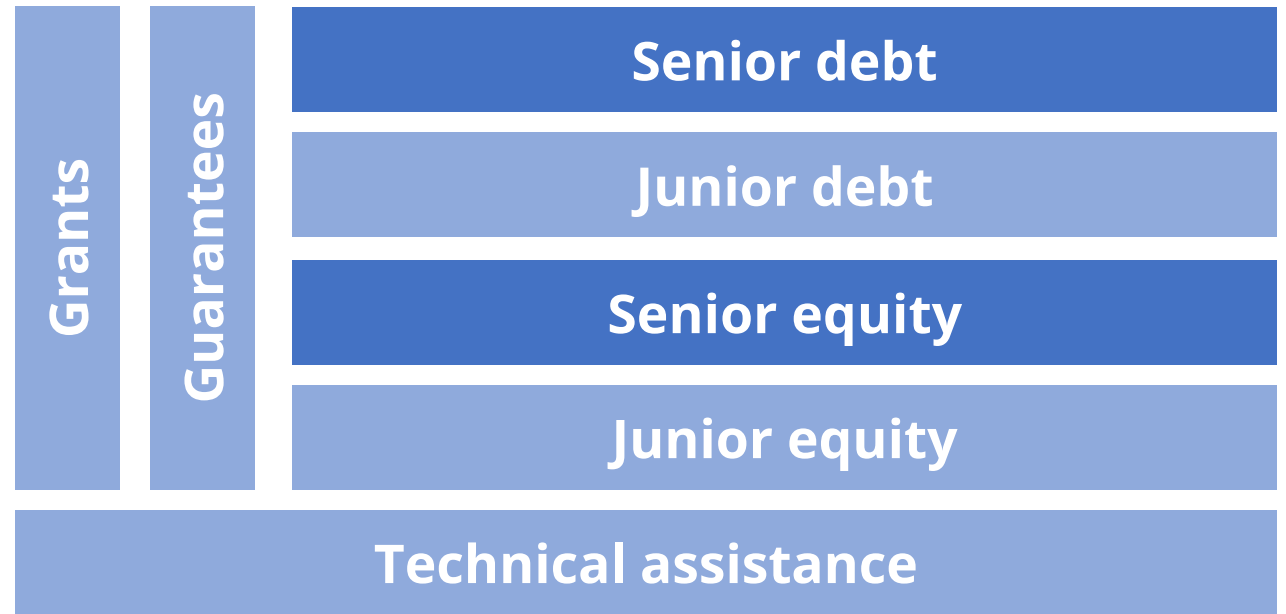 Grants
Guarantees
Senior debt
Junior debt
Senior equity
Junior equity
Technical assistance